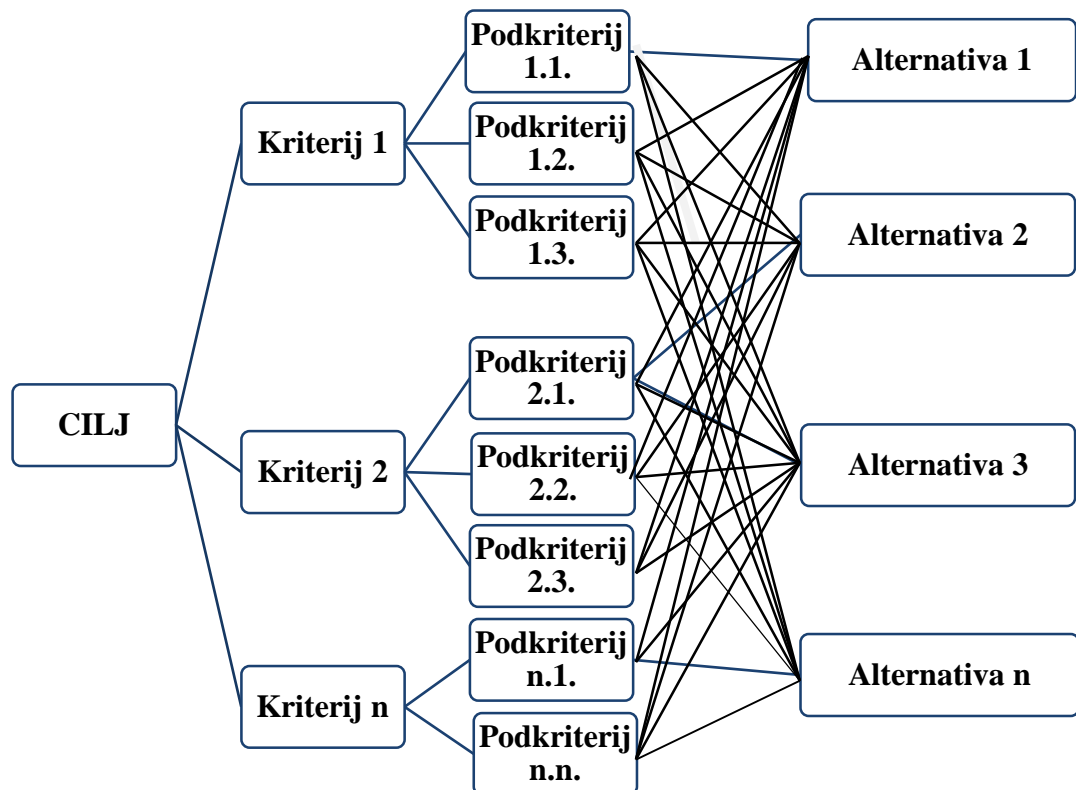 CILJ
Kriterij 1
Kriterij 2
Kriterij n
Podkriterij
1.1.
Podkriterij
1.2.
Podkriterij
1.3.
Podkriterij
2.1.
Podkriterij
2.2.
Podkriterij
2.3.
Podkriterij
n.1.
Podkriterij
n.n.
Alternativa 1
Alternativa 2
Alternativa 3
Alternativa n